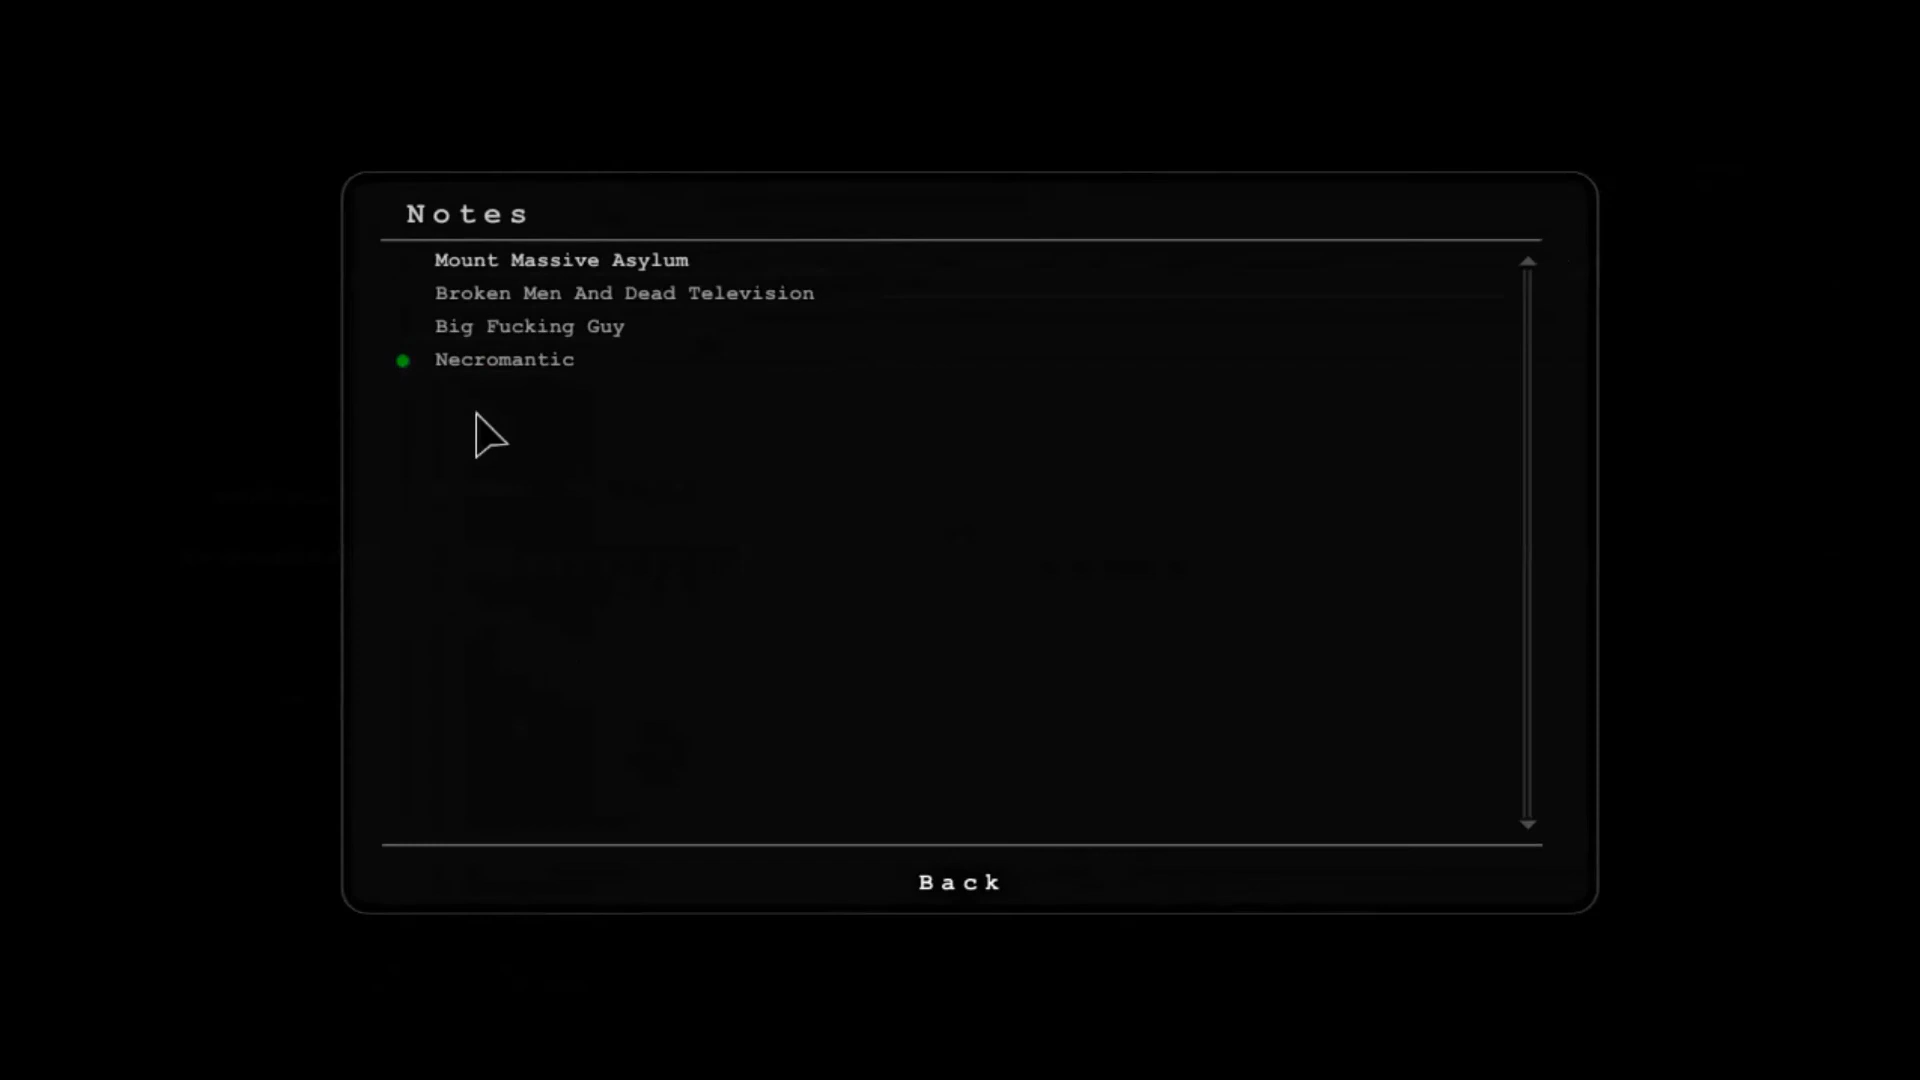 Notes
Mount Massive Asylum
Broken Men And Dead Television
Big Fucking Guy
Necromantic
Back